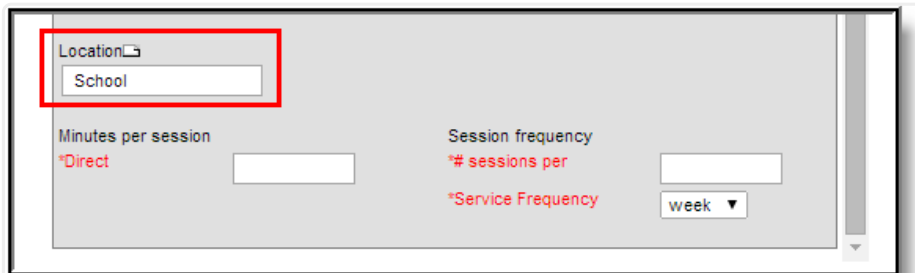 Location
School
Minutes per session
Session frequency
*Direct
*# sessions per
*Service Frequency
week